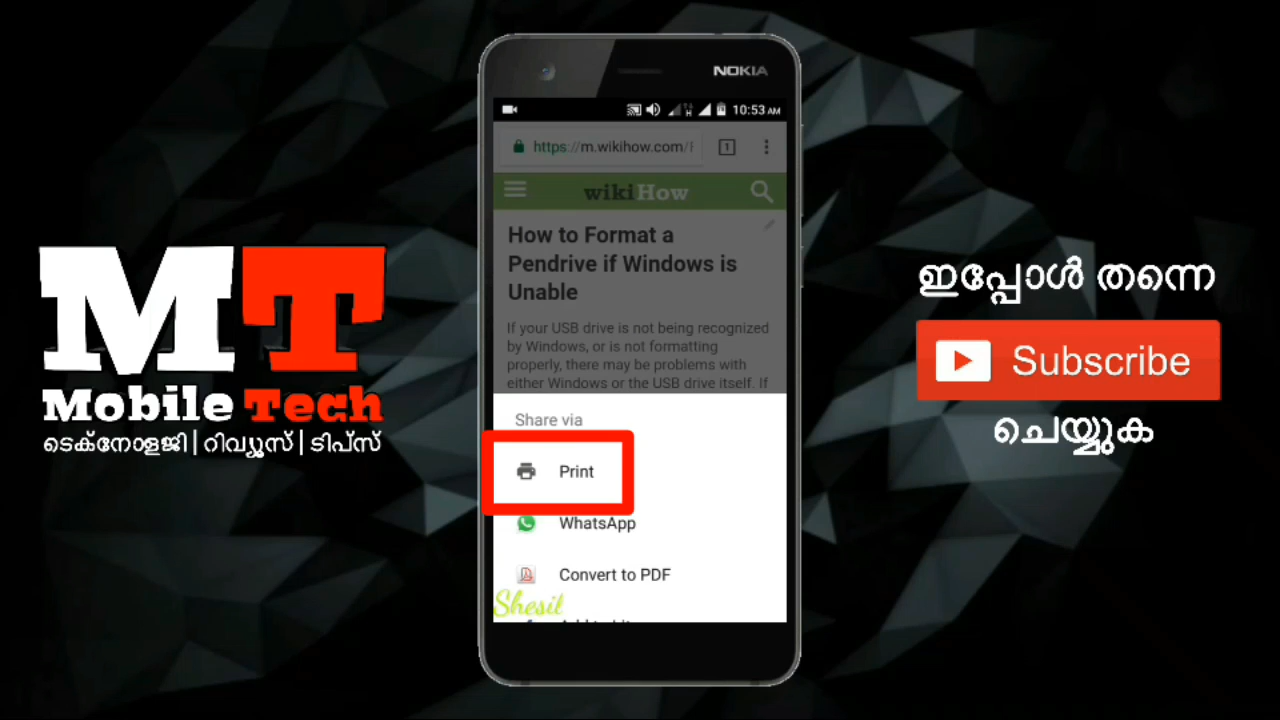 MT
Mobile Tech
ടെക്നോളജി | റിവ്യൂസ് | ടിപ്സ്
NOKIA
H
10:53 AM
https://m.wikihow.com/
1
wikiHow
How to Format a
Pendrive if Windows is
Unable
If your USB drive is not being recognized
by Windows, or is not formatting
properly, there may be problems with
either Windows or the USB drive itself. If
Share via
Print
WhatsApp
Convert to PDF
Shesil
ഇപ്പോൾ തന്നെ
Subscribe
ചെയ്യുക